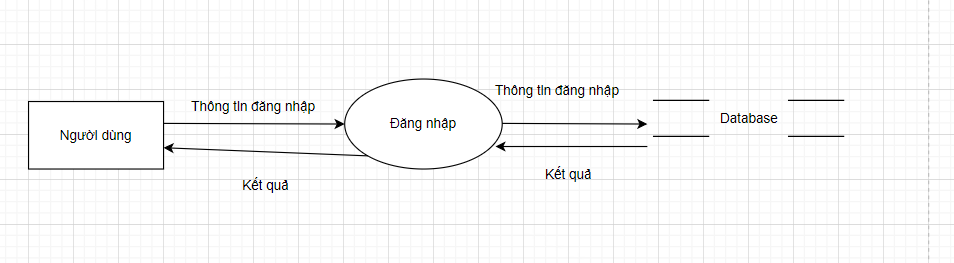 Thông tin đăng nhập
Thông tin đăng nhập
Người dùng
Đăng nhập
Database
Kết quả
Kết quả